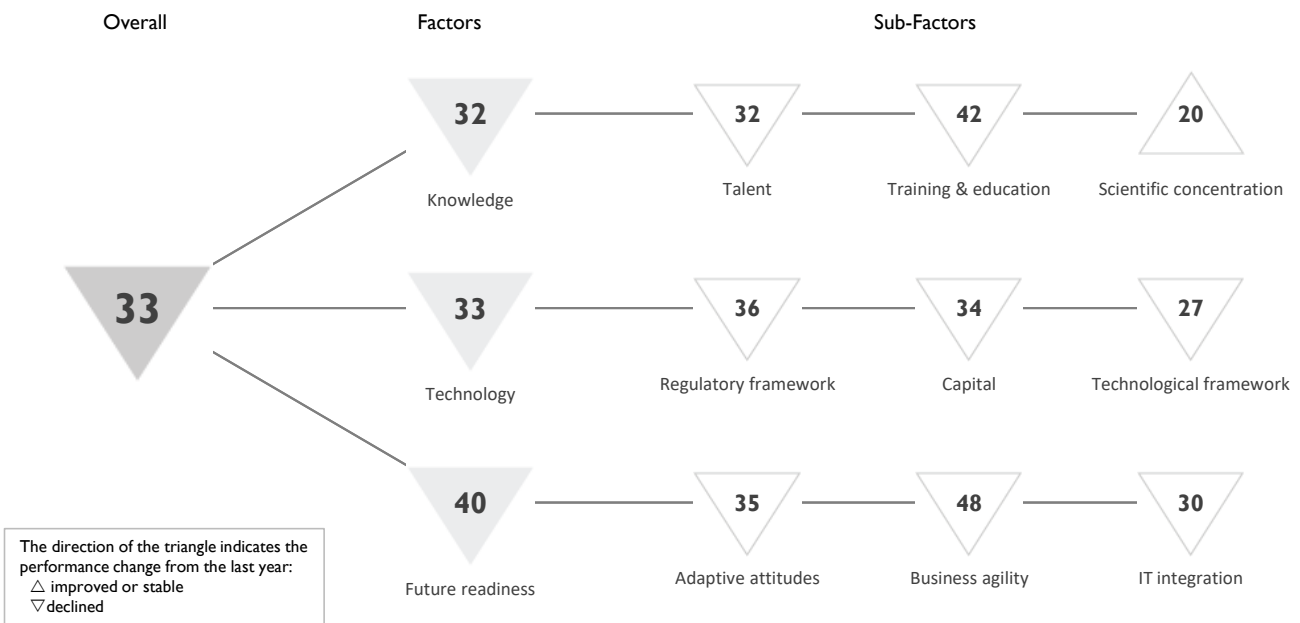 Overall
Factors
Sub-Factors
32
32
42
20
Knowledge
Talent
Training & education
Scientific concentration
33
33
36
34
27
Technology
Regulatory framework
Capital
Technological framework
40
35
48
30
Future readiness
Adaptive attitudes
Business agility
IT integration
The direction of the triangle indicates the
performance change from the last year:
△ improved or stable
▽ declined